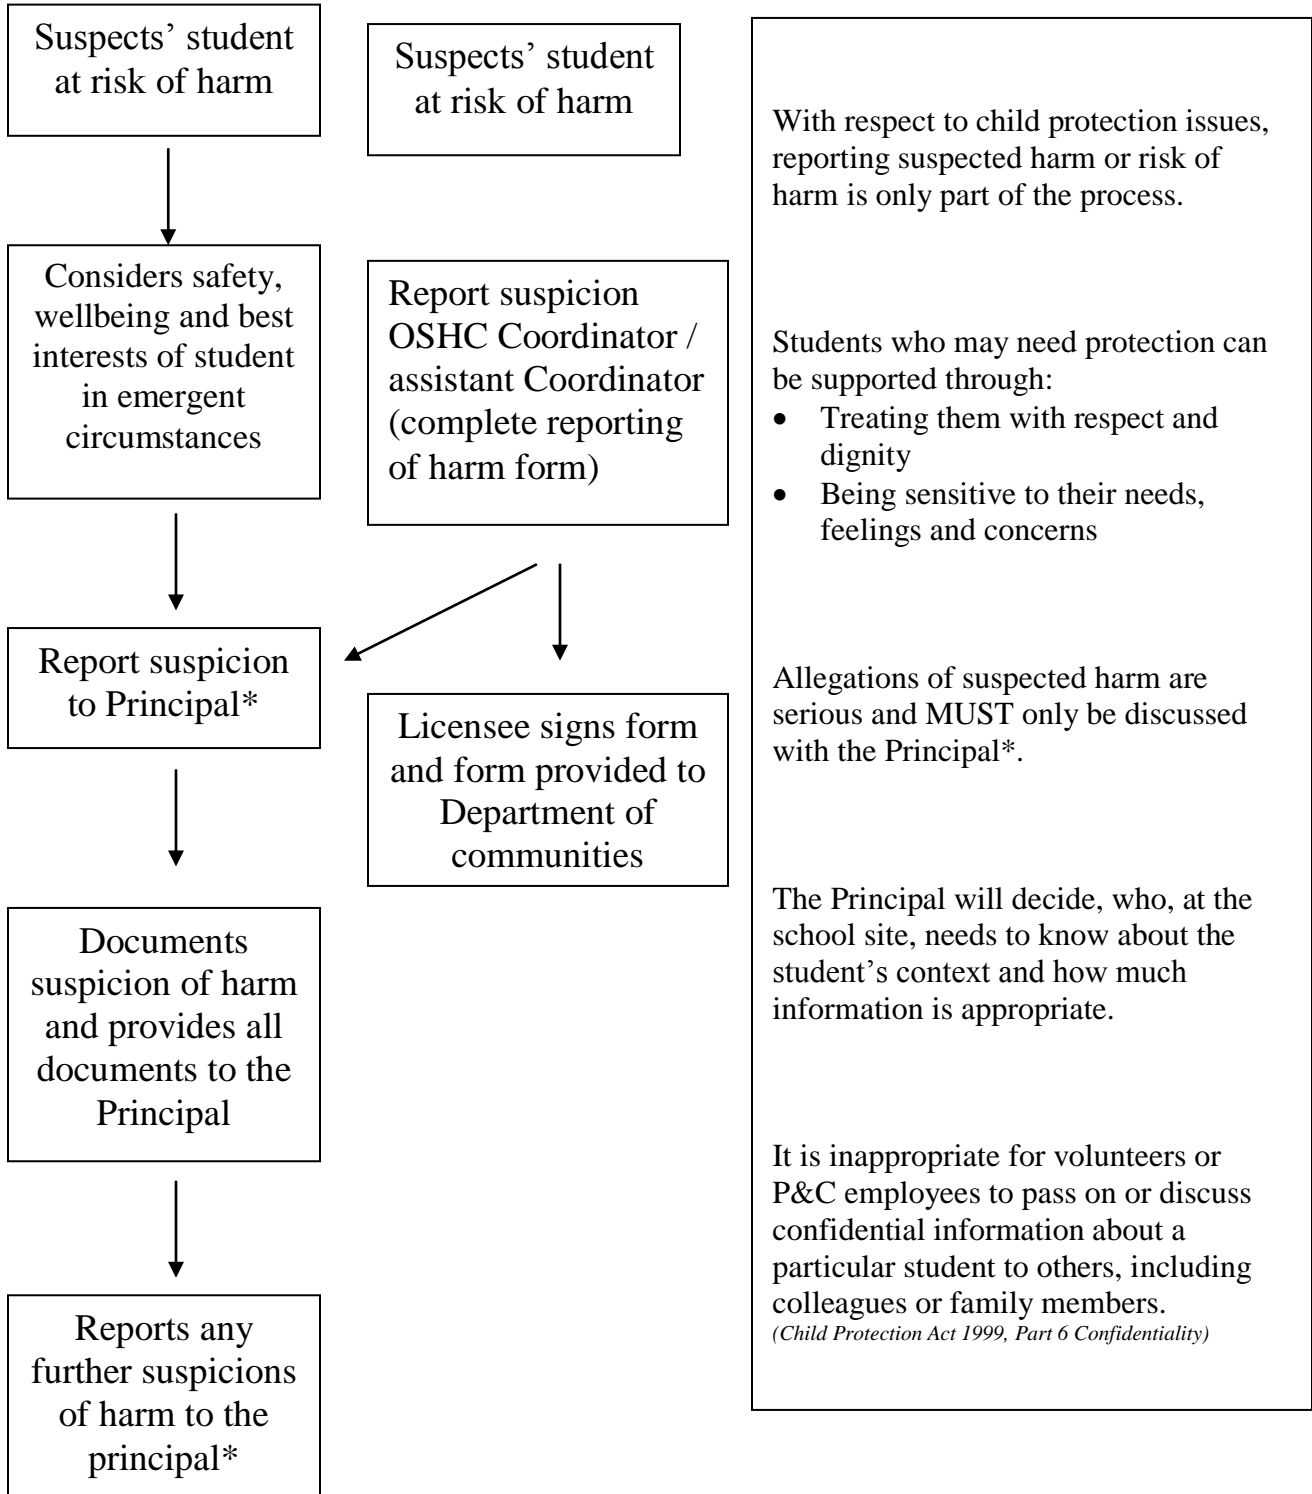 Suspects’ student
at risk of harm
Considers safety,
wellbeing and best
interests of student
in emergent
circumstances
Report suspicion
to Principal*
Documents
suspicion of harm
and provides all
documents to the
Principal
Reports any
further suspicions
of harm to the
principal*
Suspects’ student
at risk of harm
Report suspicion
OSHC Coordinator /
assistant Coordinator
(complete reporting
of harm form)
Licensee signs form
and form provided to
Department of
communities
With respect to child protection issues,
reporting suspected harm or risk of
harm is only part of the process.
Students who may need protection can
be supported through:
• Treating them with respect and
dignity
• Being sensitive to their needs,
feelings and concerns
Allegations of suspected harm are
serious and MUST only be discussed
with the Principal*.
The Principal will decide, who, at the
school site, needs to know about the
student’s context and how much
information is appropriate.
It is inappropriate for volunteers or
P&C employees to pass on or discuss
confidential information about a
particular student to others, including
colleagues or family members.
(Child Protection Act 1999, Part 6 Confidentiality)